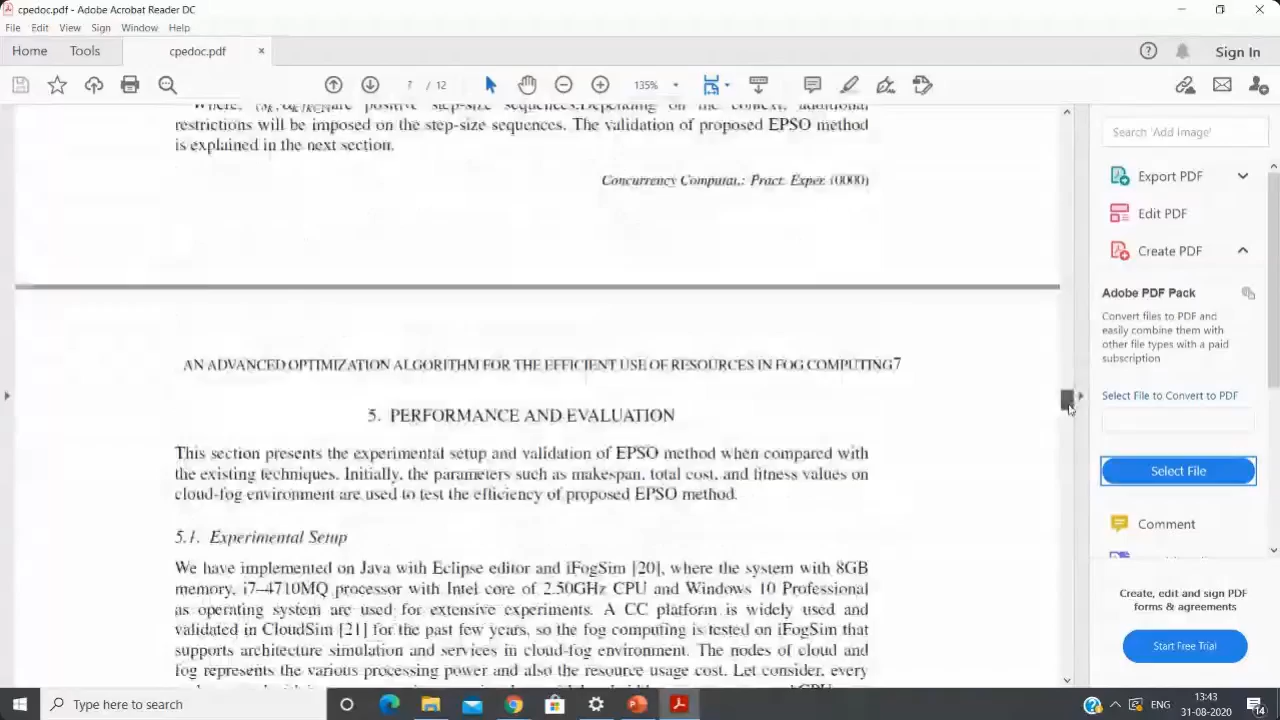 cpedoc.pdf - Adobe Acrobat Reader DC
File Edit View Sign Window Help
Home Tools cpedoc.pdf × Sign In
7 / 12 135%
are positive step-size sequences.Depending on the context, additional
restrictions will be imposed on the step-size sequences. The validation of proposed EPSO method
is explained in the next section.
Concurrency Computat.: Pract. Exper. (0000)
AN ADVANCED OPTIMIZATION ALGORITHM FOR THE EFFICIENT USE OF RESOURCES IN FOG COMPUTING7
5. PERFORMANCE AND EVALUATION
This section presents the experimental setup and validation of EPSO method when compared with
the existing techniques. Initially, the parameters such as makespan, total cost, and fitness values on
cloud-fog environment are used to test the efficiency of proposed EPSO method.
5.1. Experimental Setup
We have implemented on Java with Eclipse editor and iFogSim [20], where the system with 8GB
memory, i7–4710MQ processor with Intel core of 2.50GHz CPU and Windows 10 Professional
as operating system are used for extensive experiments. A CC platform is widely used and
validated in CloudSim [21] for the past few years, so the fog computing is tested on iFogSim that
supports architecture simulation and services in cloud-fog environment. The nodes of cloud and
fog represents the various processing power and also the resource usage cost. Let consider, every
Search 'Add Image'
Export PDF
Edit PDF
Create PDF
Adobe PDF Pack
Convert files to PDF and
easily combine them with
other file types with a paid
subscription
Select File to Convert to PDF
Select File
Comment
Create, edit and sign PDF
forms & agreements
Start Free Trial
Type here to search
ENG
13:43
31-08-2020
14